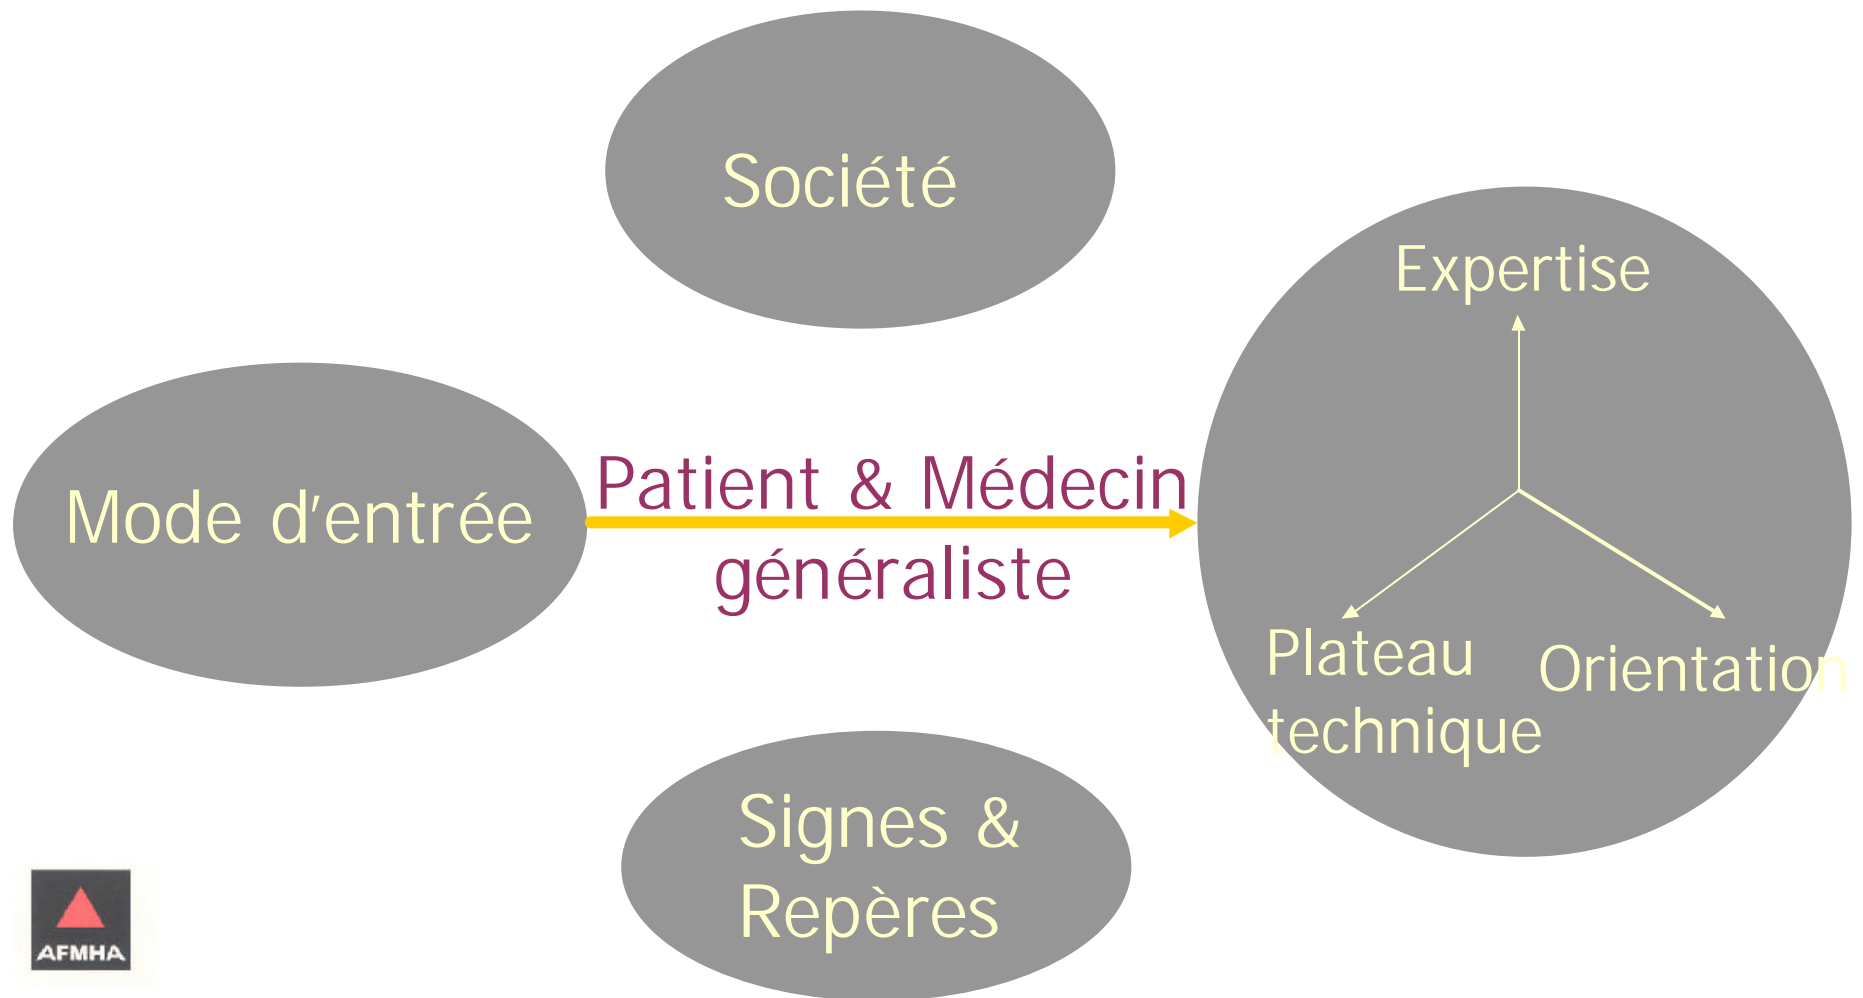 Société
Expertise
Mode d'entrée
Patient & Médecin
généraliste
Plateau
technique
Orientation
Signes &
Repères
AFMHA